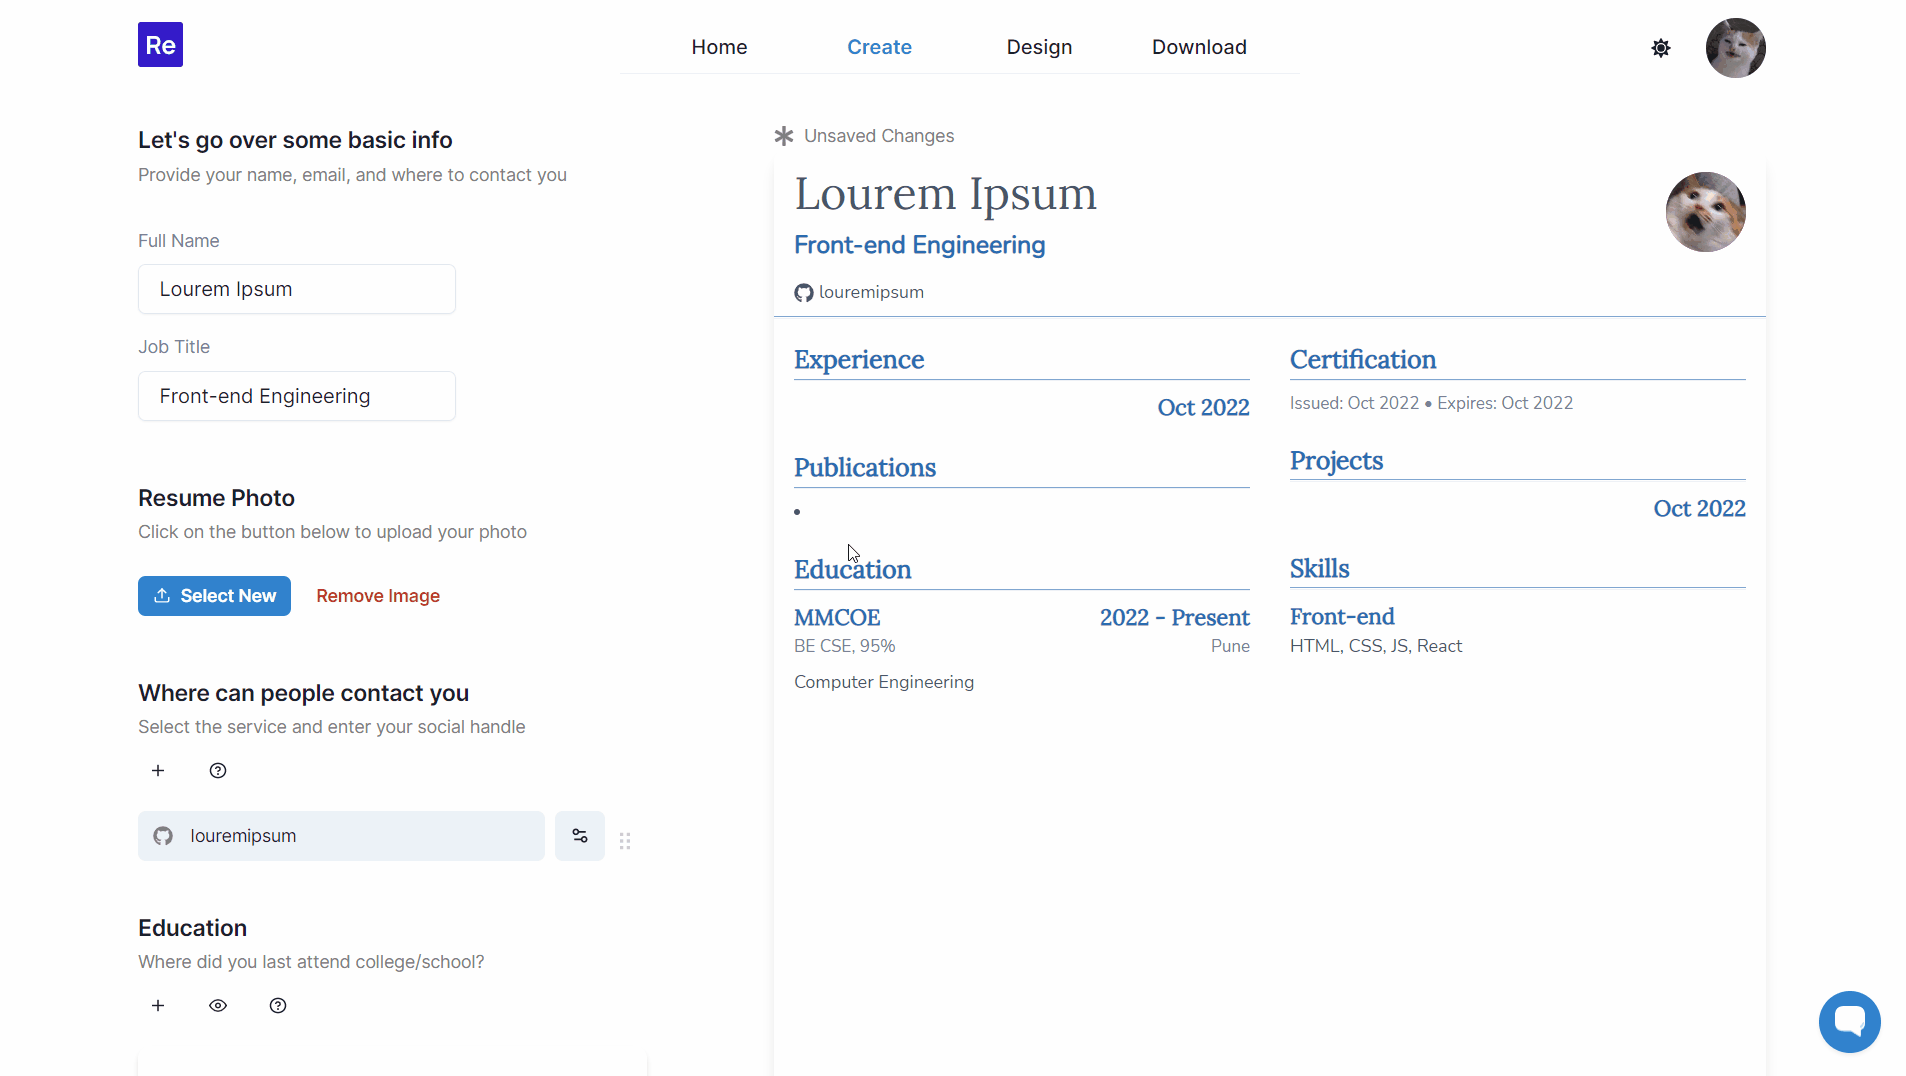 Re
Home
Create
Design
Download
Let's go over some basic info
Provide your name, email, and where to contact you
Full Name
Lourem Ipsum
Job Title
Front-end Engineering
Resume Photo
Click on the button below to upload your photo
Select New
Remove Image
Where can people contact you
Select the service and enter your social handle
louremipsum
Education
Where did you last attend college/school?
Unsaved Changes
Lourem Ipsum
Front-end Engineering
louremipsum
Experience
Oct 2022
Publications
•
Education
MMCOE
2022 - Present
BE CSE, 95%
Pune
Computer Engineering
Certification
Issued: Oct 2022 • Expires: Oct 2022
Projects
Oct 2022
Skills
Front-end
HTML, CSS, JS, React